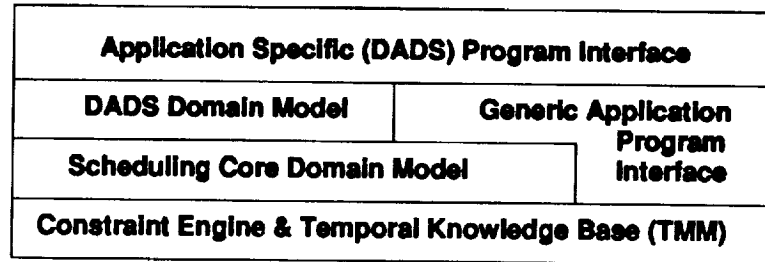 Application Specific (DADS) Program Interface
DADS Domain Model
Generic Application
Program
Interface
Scheduling Core Domain Model
Constraint Engine & Temporal Knowledge Base (TMM)